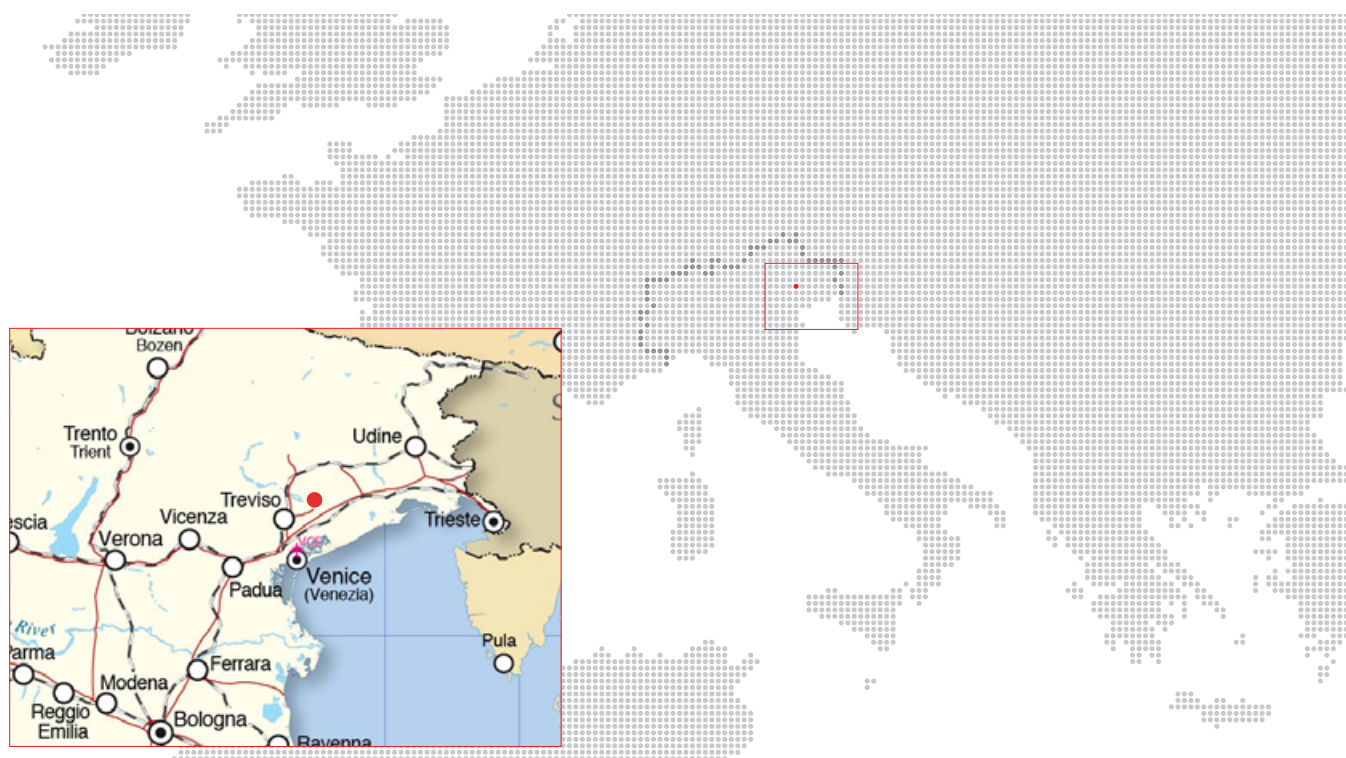 Bolzano
Bozen
Trento
Trient
Udine
Treviso
Vicenza
escia
Verona
Trieste
VCE
Padua
Venice
(Venezia)
River
Parma
Pula
Ferrara
Modena
Reggio
Emilia
Bologna
Ravenna
S